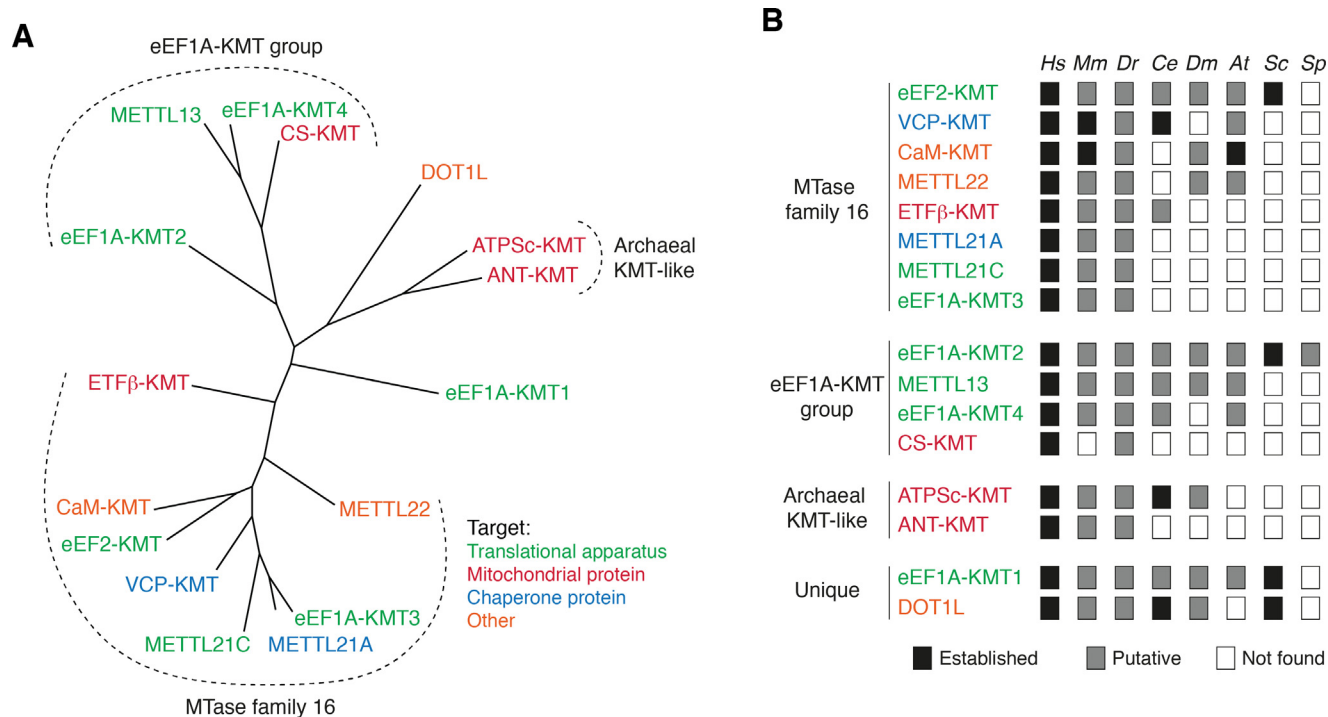 A
eEF1A-KMT group
METTL13
eEF1A-KMT4
CS-KMT
DOT1L
eEF1A-KMT2
ATPSc-KMT
ANT-KMT
Archaeal
KMT-like
ETFβ-KMT
eEF1A-KMT1
CaM-KMT
METTL22
eEF2-KMT
VCP-KMT
eEF1A-KMT3
METTL21C
METTL21A
MTase family 16
Target:
Translational apparatus
Mitochondrial protein
Chaperone protein
Other
B
Hs Mm Dr Ce Dm At Sc Sp
MTase
family 16
eEF2-KMT
VCP-KMT
CaM-KMT
METTL22
ETFβ-KMT
METTL21A
METTL21C
eEF1A-KMT3
eEF1A-KMT
group
eEF1A-KMT2
METTL13
eEF1A-KMT4
CS-KMT
Archaeal
KMT-like
ATPSc-KMT
ANT-KMT
Unique
eEF1A-KMT1
DOT1L
Established
Putative
Not found